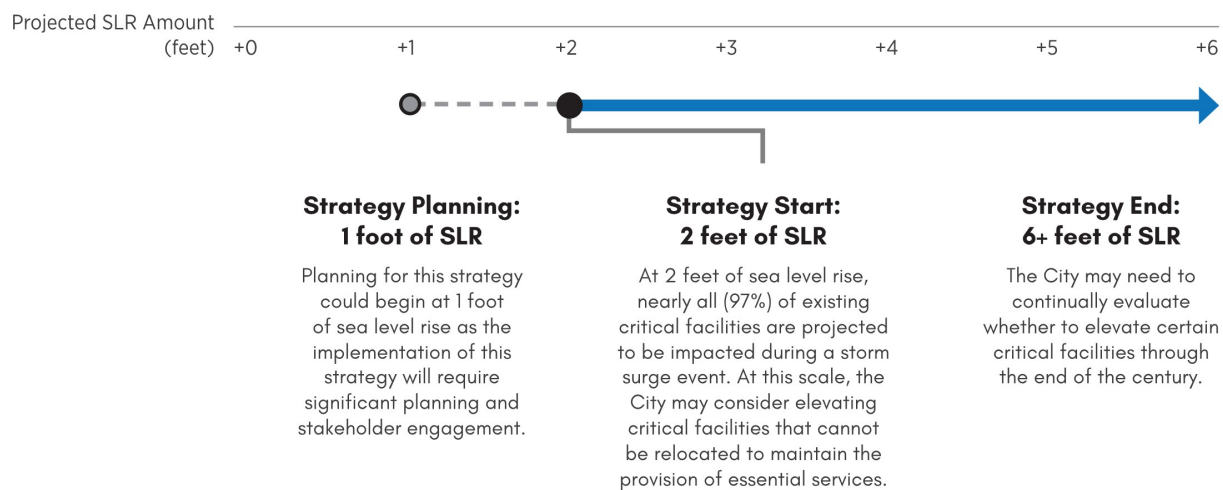 Projected SLR Amount
(feet)
+0 +1 +2 +3 +4 +5 +6
Strategy Planning:
1 foot of SLR
Planning for this strategy
could begin at 1 foot
of sea level rise as the
implementation of this
strategy will require
significant planning and
stakeholder engagement.
Strategy Start:
2 feet of SLR
At 2 feet of sea level rise,
nearly all (97%) of existing
critical facilities are projected
to be impacted during a storm
surge event. At this scale, the
City may consider elevating
critical facilities that cannot
be relocated to maintain the
provision of essential services.
Strategy End:
6+ feet of SLR
The City may need to
continually evaluate
whether to elevate certain
critical facilities through
the end of the century.